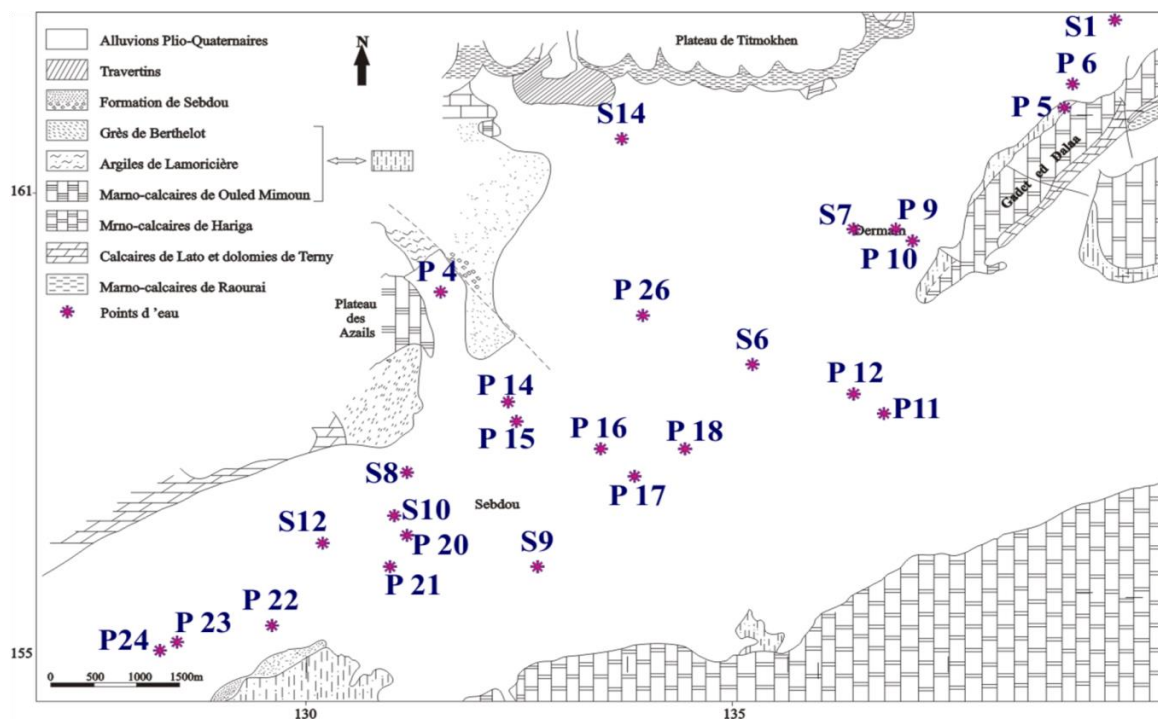 Alluvions Plio-Quaternaires
Travertins
Formation de Sebdou
Grès de Berthelot
Argiles de Lamoricière
Marno-calcaires de Ouled Mimoun
Mrno-calcaires de Hariga
Calcaires de Lato et dolomies de Terny
Marno-calcaires de Raourai
Points d 'eau
N
Plateau de Titmokhen
S1
P 6
P 5
S14
Gadet ed Dalaa
161
S7
P 9
Dermam
P 10
P 4
Plateau
des
Azails
P 26
S6
P 12
P11
P 14
P 15
P 16
P 18
P 17
S8
Sebdou
S10
S12
P 20
S9
P 21
P 22
P 23
P24
155
0 500 1000 1500m
130
135